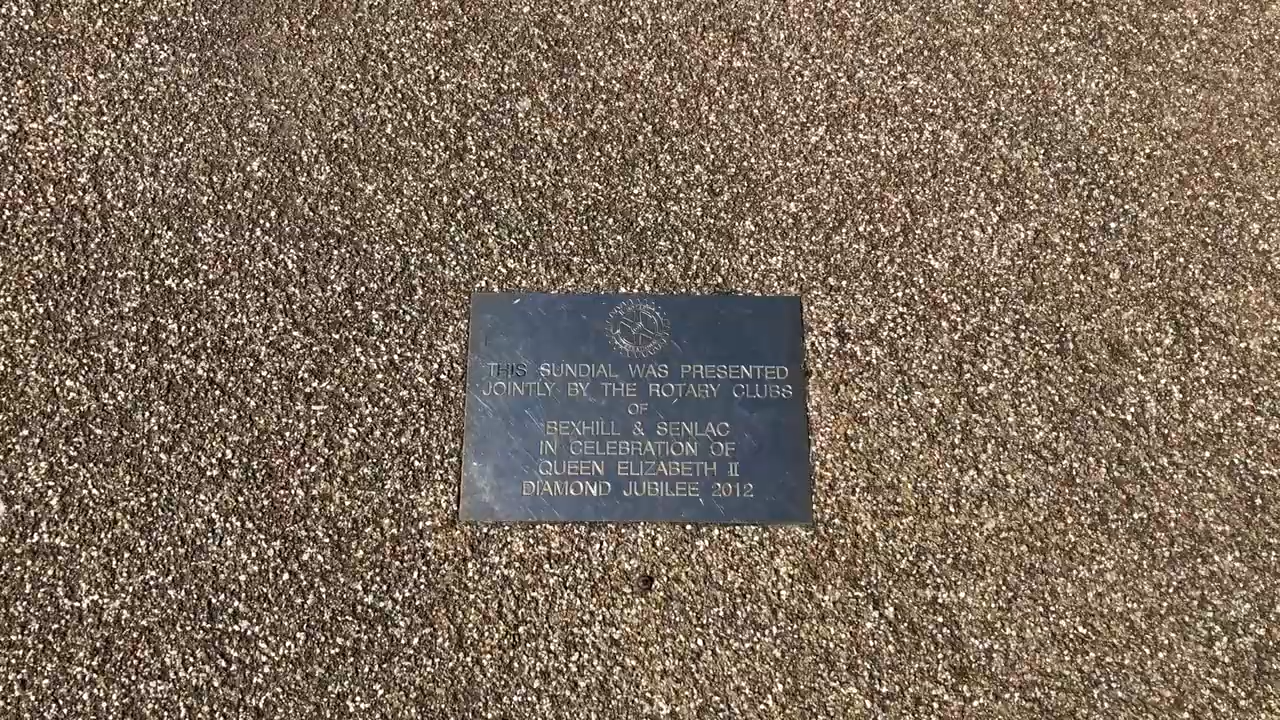 THIS SUNDIAL WAS PRESENTED
JOINTLY BY THE ROTARY CLUBS
OF
BEXHILL & SENLAC
IN CELEBRATION OF
QUEEN ELIZABETH II
DIAMOND JUBILEE 2012